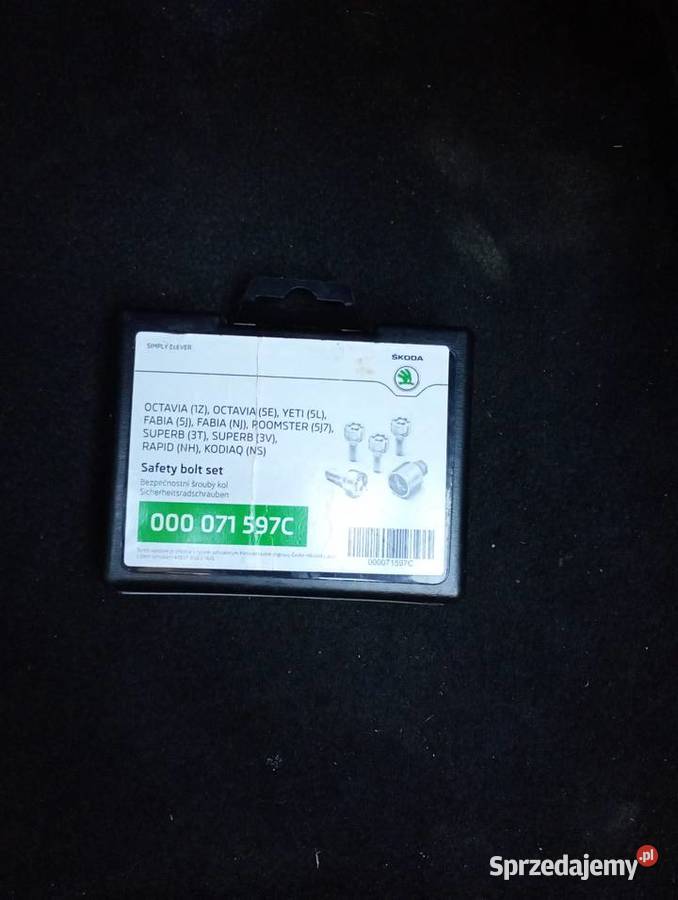 SIMPLY CLEVER
ŠKODA
OCTAVIA (1Z), OCTAVIA (5E), YETI (5L),
FABIA (5J), FABIA (NJ), ROOMSTER (5J7),
SUPERB (3T), SUPERB (3V),
RAPID (NH), KODIAQ (NS)
Safety bolt set
Bezpečnostní šrouby kol
Sicherheitsradschrauben
000 071 597C
000071597C
Sprzedajemy.pl